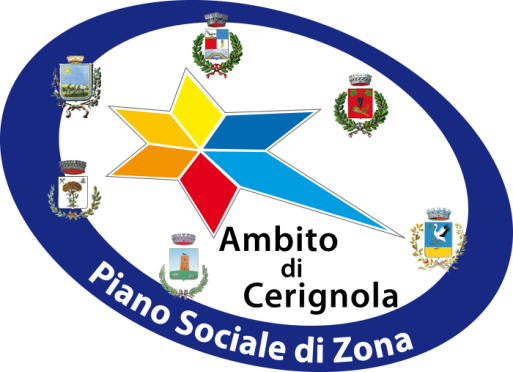 Ambito
di
Cerignola
Piano Sociale di Zona